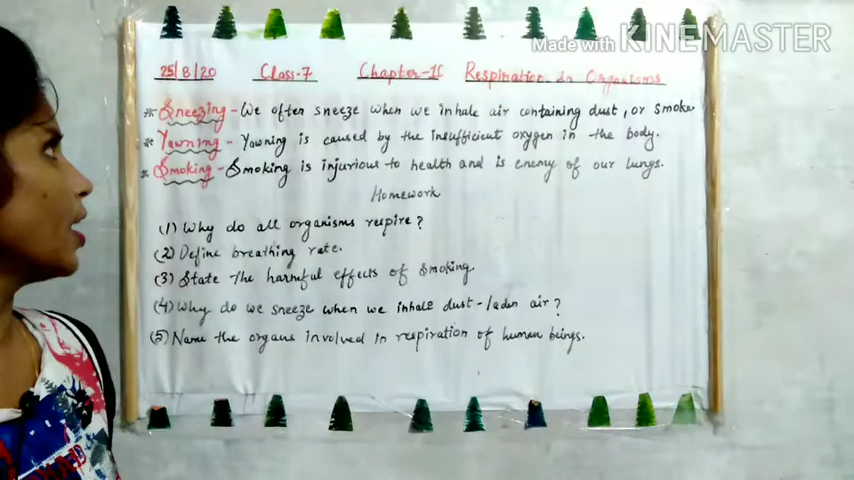 Made with KINEMASTER
25/8/20 Class-7 Chapter-10 Respiration In Organisms
* Sneezing - We often sneeze when we inhale air containing dust, or smoke.
* Yawning - Yawning is caused by the insufficient oxygen in the body.
* Smoking - Smoking is injurious to health and is enemy of our lungs.
Homework
(1) Why do all organisms respire?
(2) Define breathing rate.
(3) State the harmful effects of smoking.
(4) Why do we sneeze when we inhale dust-laden air?
(5) Name the organs involved in respiration of human beings.